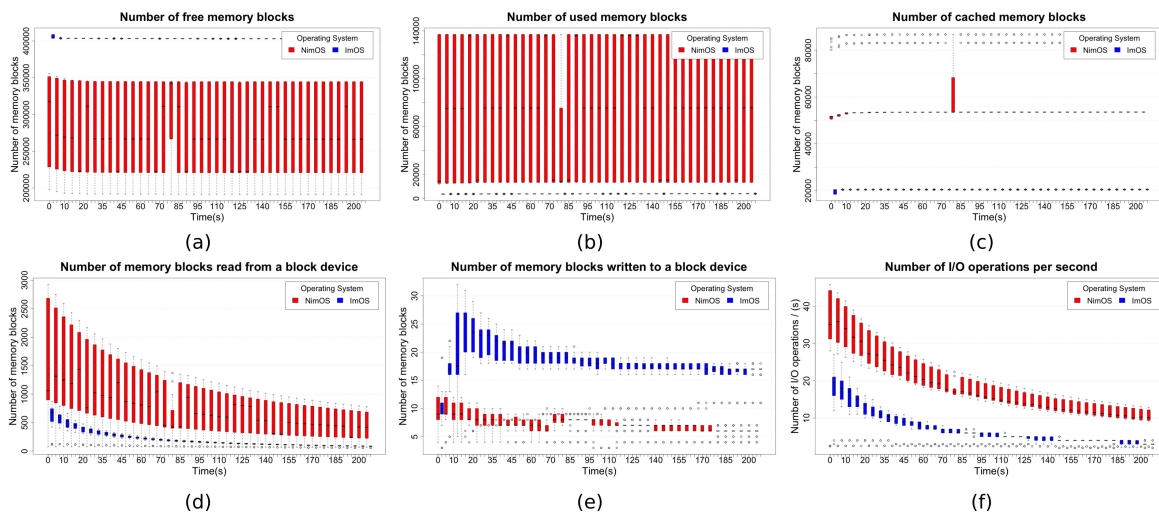 Number of free memory blocks
Number of memory blocks
400000
350000
300000
250000
200000
Operating System
NimOS ImOS
0 10 20 30 45 60 70 85 95 110 125 140 155 170 185 200
Time(s)
(a)
Number of used memory blocks
Number of memory blocks
140000
100000
60000
20000
0
Operating System
NimOS ImOS
0 10 20 30 45 60 70 85 95 110 125 140 155 170 185 200
Time(s)
(b)
Number of cached memory blocks
Number of memory blocks
80000
60000
40000
20000
Operating System
NimOS ImOS
0 10 20 30 45 60 70 85 95 110 125 140 155 170 185 200
Time(s)
(c)
Number of memory blocks read from a block device
Number of memory blocks
3000
2500
2000
1500
1000
500
0
Operating System
NimOS ImOS
0 10 20 30 45 60 70 85 95 110 125 140 155 170 185 200
Time(s)
(d)
Number of memory blocks written to a block device
Number of memory blocks
30
25
20
15
10
5
Operating System
NimOS ImOS
0 10 20 30 45 60 70 85 95 110 125 140 155 170 185 200
Time(s)
(e)
Number of I/O operations per second
Number of I/O operations / (s)
40
30
20
10
Operating System
NimOS ImOS
0 10 20 30 45 60 70 85 95 110 125 140 155 170 185 200
Time(s)
(f)